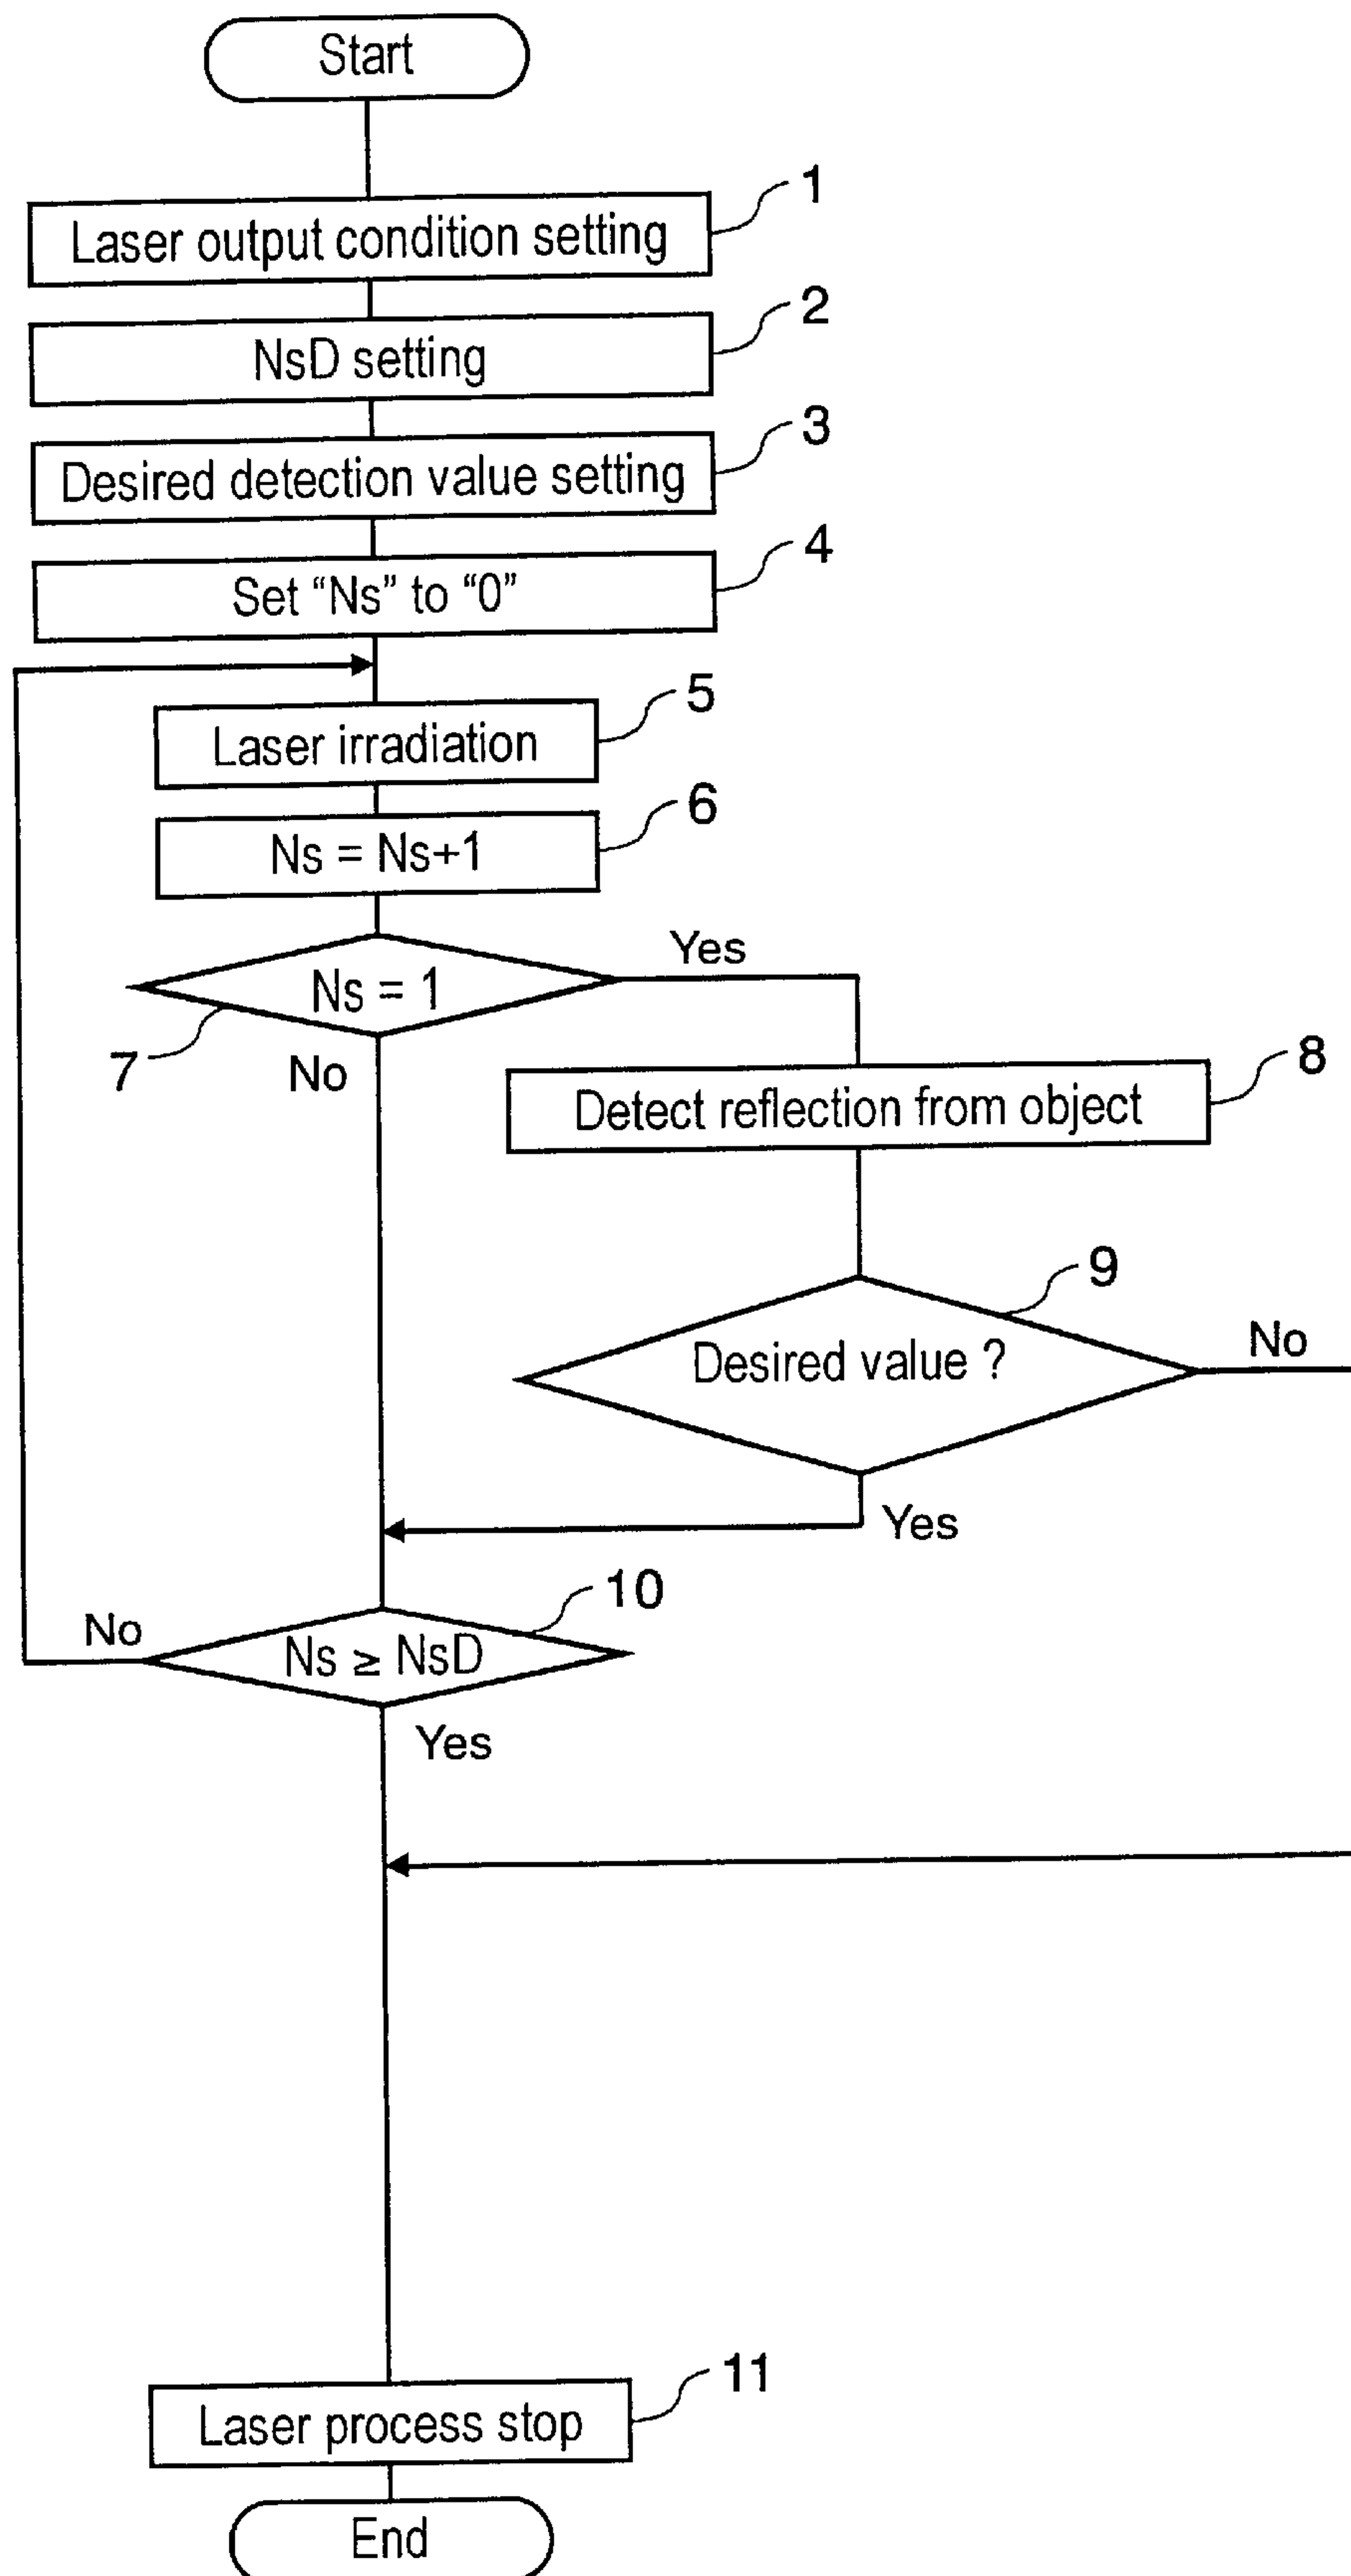 Start
1
Laser output condition setting
2
NsD setting
3
Desired detection value setting
4
Set “Ns” to “0”
5
Laser irradiation
6
Ns = Ns+1
Yes
Ns = 1
7
No
8
Detect reflection from object
9
Desired value ?
No
Yes
10
No
Ns ≥ NsD
Yes
11
Laser process stop
End